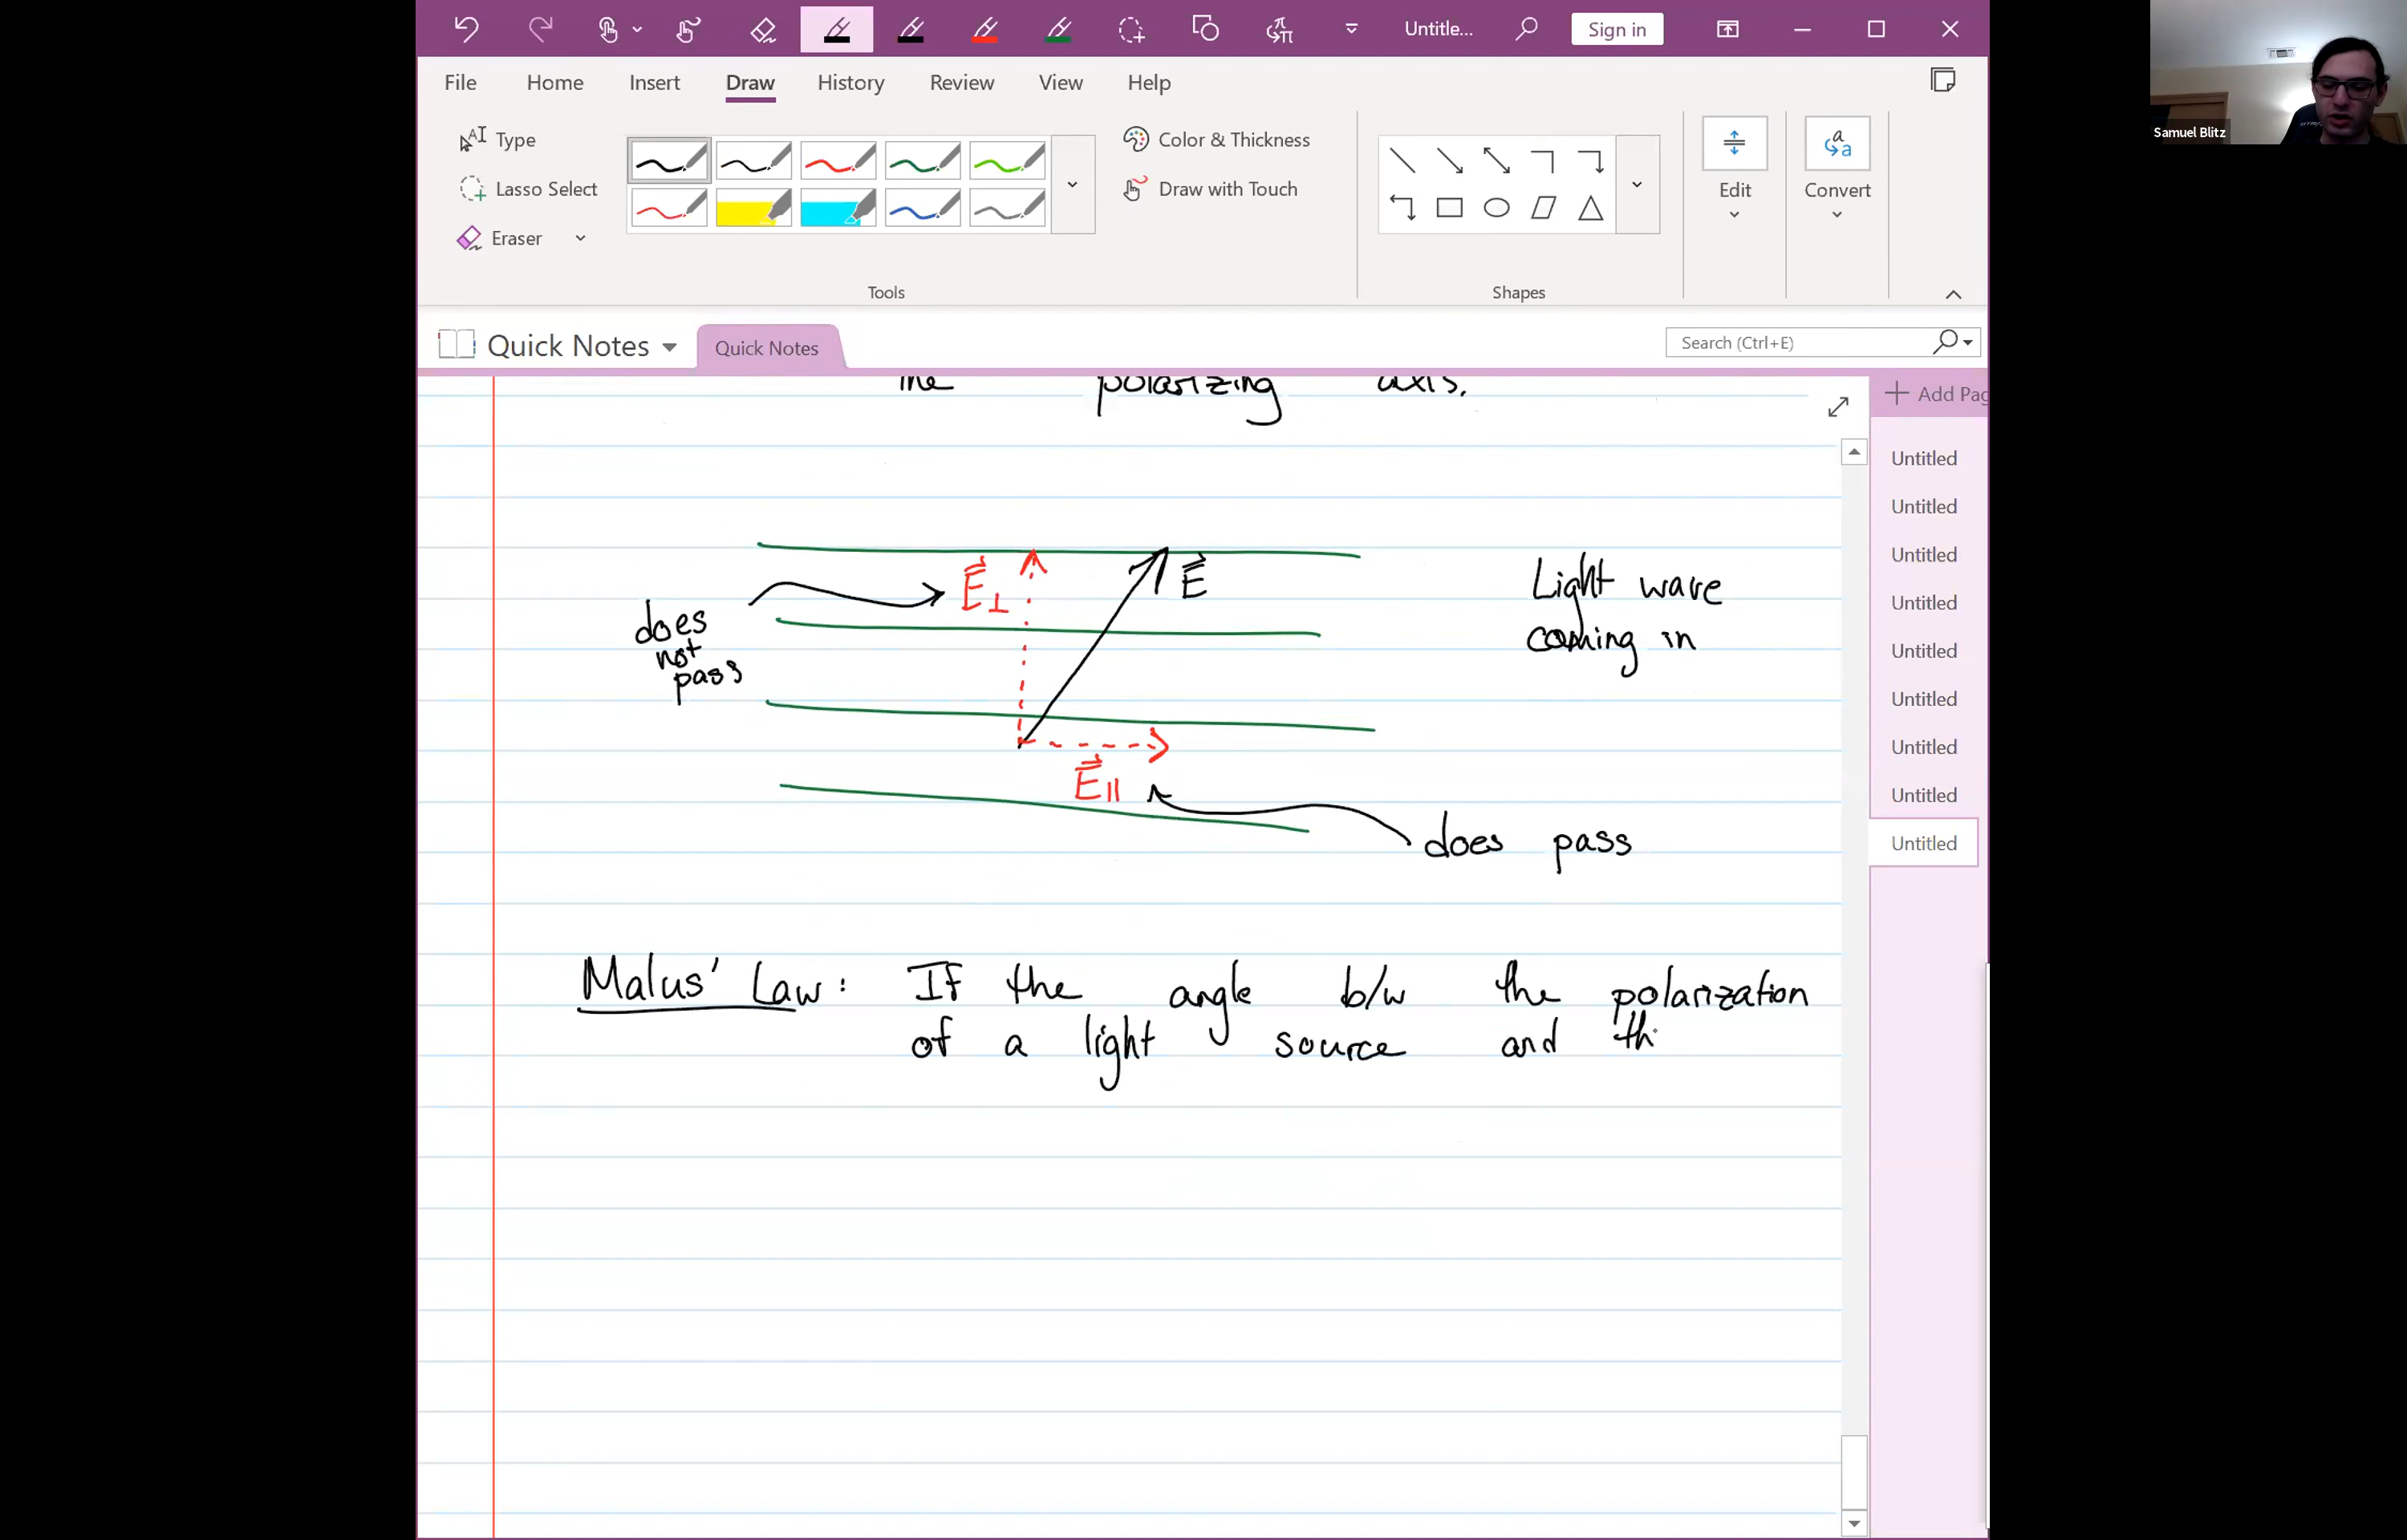 Untitle...
Sign in
File Home Insert Draw History Review View Help
Type
Lasso Select
Eraser
Color & Thickness
Draw with Touch
Edit
Convert
Tools
Shapes
Quick Notes
Quick Notes
Search (Ctrl+E)
Samuel Blitz
the polarizing axis.
Add Pag
Untitled
Untitled
Untitled
Untitled
Untitled
Untitled
Untitled
Untitled
Untitled
does
not
pass
E⃗⊥
E⃗
Light wave
coming in
E⃗||
does pass
Malus' Law: If the angle b/w the polarization
of a light source and th